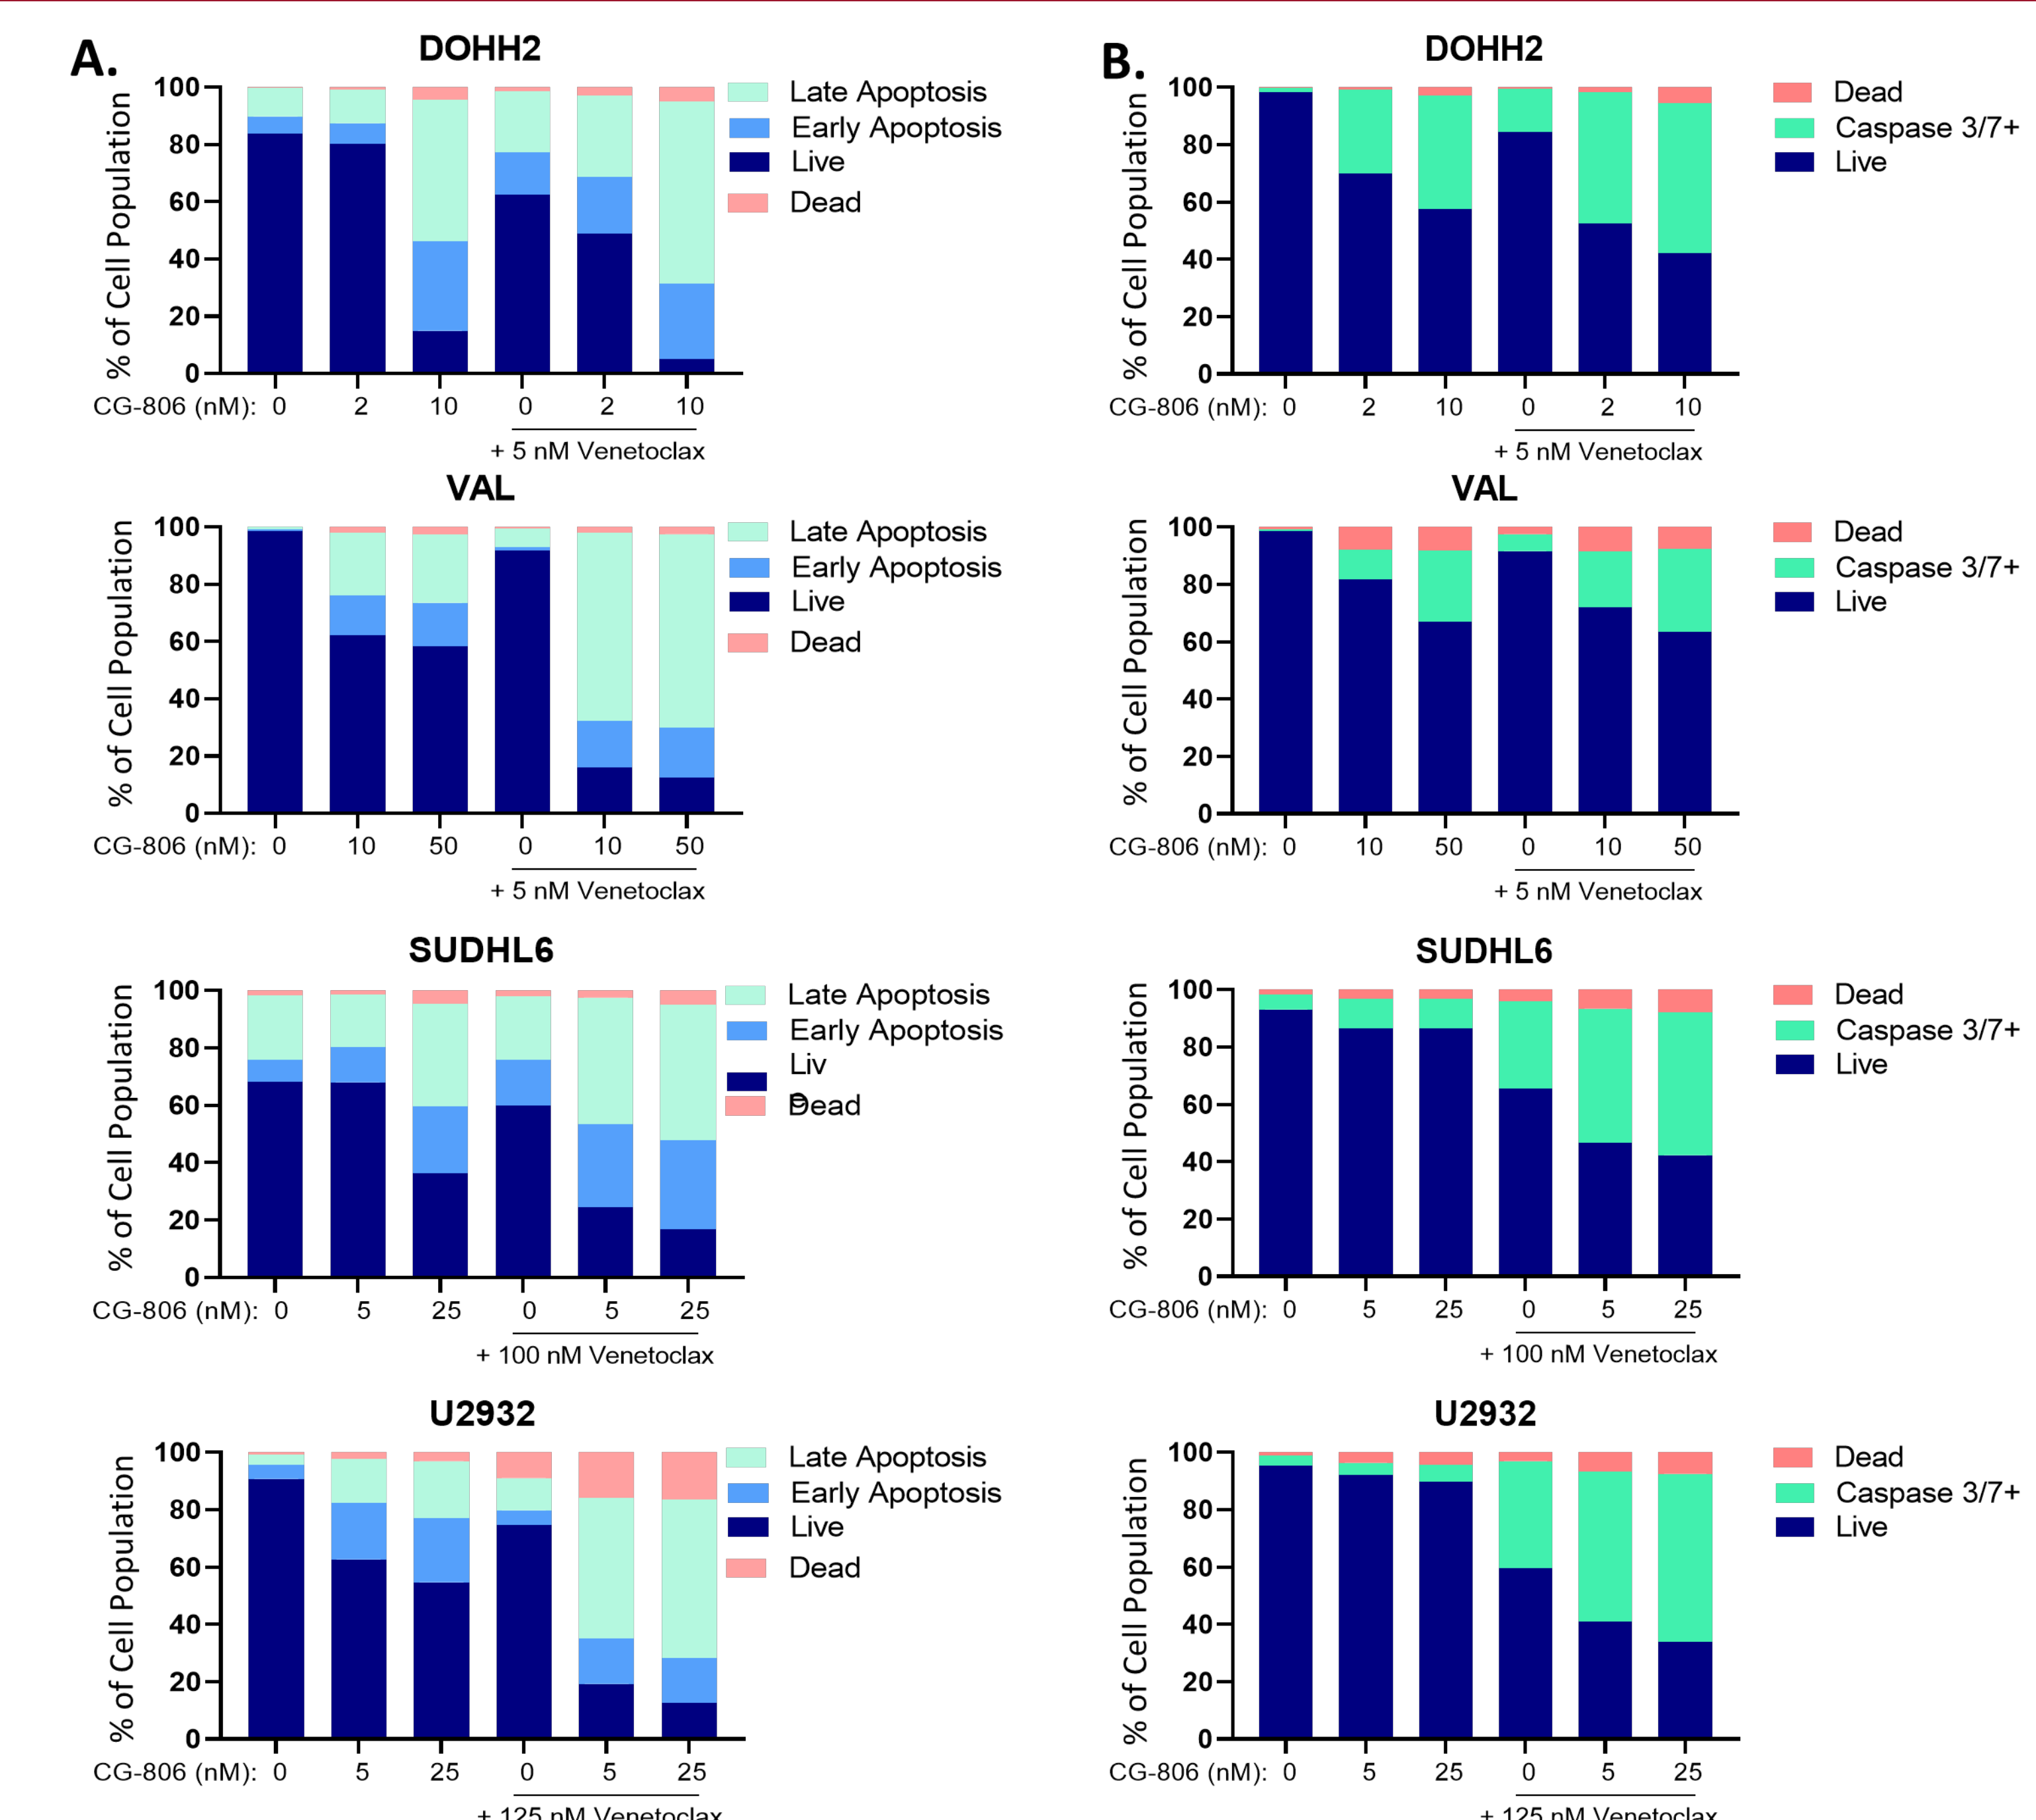 A.
DOHH2
% of Cell Population
100
80
60
40
20
0
Late Apoptosis
Early Apoptosis
Live
Dead
CG-806 (nM): 0 2 10 0 2 10
+ 5 nM Venetoclax
VAL
% of Cell Population
100
80
60
40
20
0
Late Apoptosis
Early Apoptosis
Live
Dead
CG-806 (nM): 0 10 50 0 10 50
+ 5 nM Venetoclax
SUDHL6
% of Cell Population
100
80
60
40
20
0
Late Apoptosis
Early Apoptosis
Liv
e
Dead
CG-806 (nM): 0 5 25 0 5 25
+ 100 nM Venetoclax
U2932
% of Cell Population
100
80
60
40
20
0
Late Apoptosis
Early Apoptosis
Live
Dead
CG-806 (nM): 0 5 25 0 5 25
+ 125 nM Venetoclax
B.
DOHH2
% of Cell Population
100
80
60
40
20
0
Dead
Caspase 3/7+
Live
CG-806 (nM): 0 2 10 0 2 10
+ 5 nM Venetoclax
VAL
% of Cell Population
100
80
60
40
20
0
Dead
Caspase 3/7+
Live
CG-806 (nM): 0 10 50 0 10 50
+ 5 nM Venetoclax
SUDHL6
% of Cell Population
100
80
60
40
20
0
Dead
Caspase 3/7+
Live
CG-806 (nM): 0 5 25 0 5 25
+ 100 nM Venetoclax
U2932
% of Cell Population
100
80
60
40
20
0
Dead
Caspase 3/7+
Live
CG-806 (nM): 0 5 25 0 5 25
+ 125 nM Venetoclax